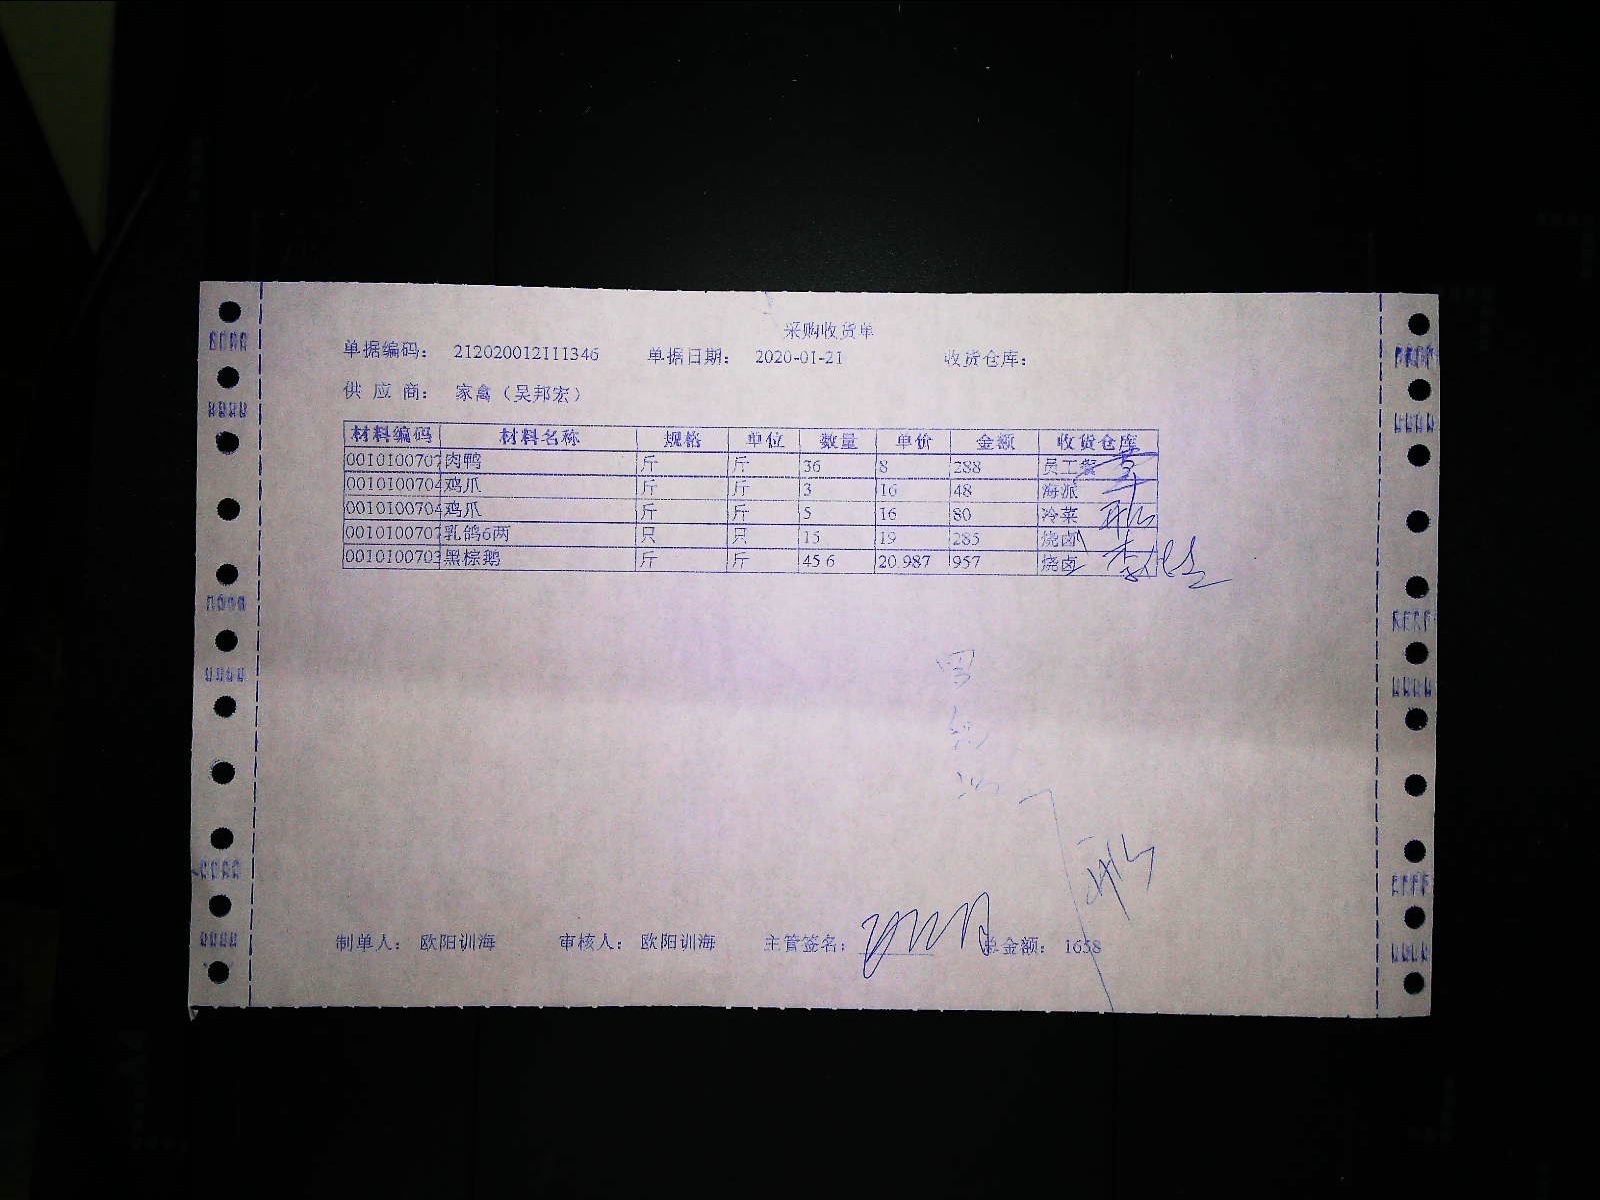 采购收货单
单据编码： 212020012111346 单据日期： 2020-01-21 收货仓库：
供 应 商： 家禽（吴邦宏）
材料编码 材料名称 规格 单位 数量 单价 金额 收货仓库
0010100707 肉鸭 斤 斤 36 8 288 员工餐
0010100704 鸡爪 斤 斤 3 16 48 海派
0010100704 鸡爪 斤 斤 5 16 80 冷菜
0010100707 乳鸽6两 只 只 15 19 285 烧卤
0010100703 黑棕鹅 斤 斤 45.6 20.987 957 烧卤
制单人： 欧阳训海 审核人： 欧阳训海 主管签名： 总金额： 1658